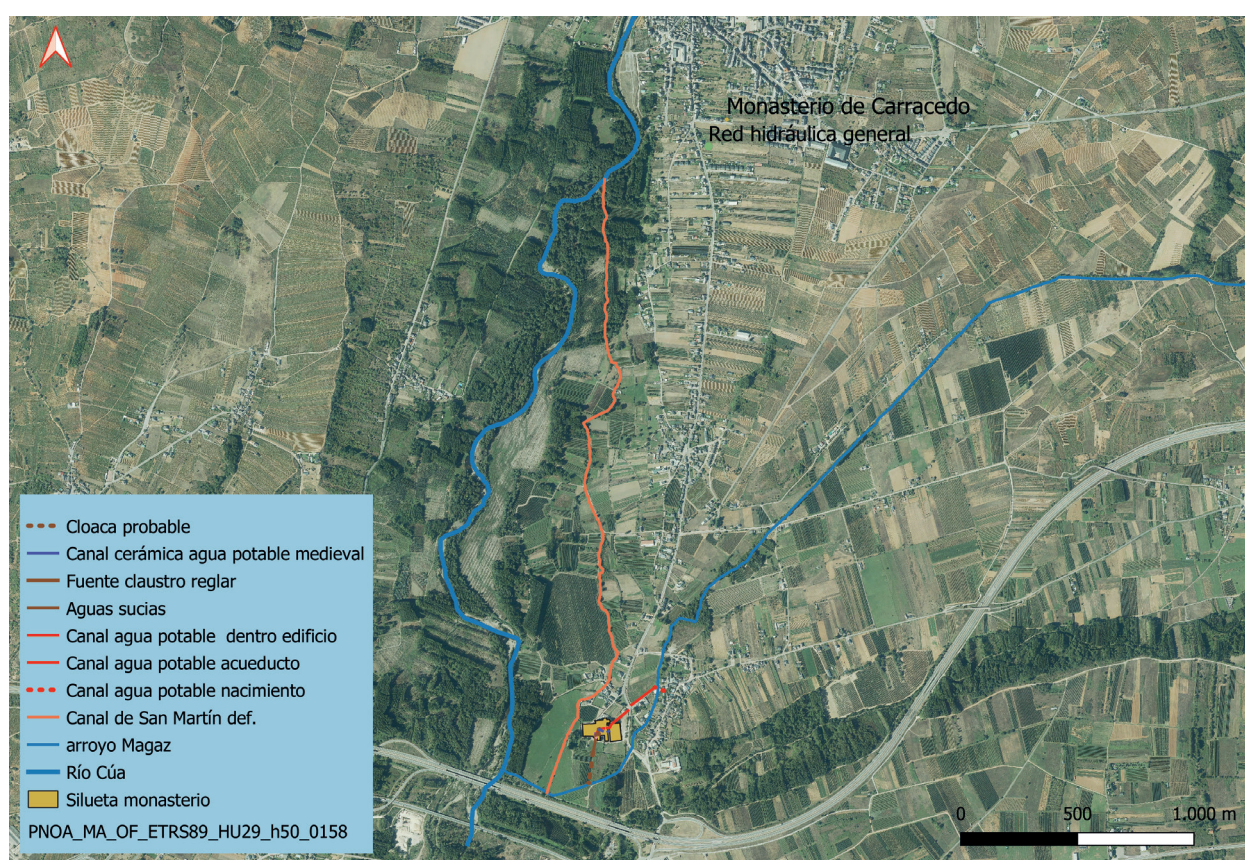 Monasterio de Carracedo
Red hidráulica general
Cloaca probable
Canal cerámica agua potable medieval
Fuente claustro reglar
Aguas sucias
Canal agua potable dentro edificio
Canal agua potable acueducto
Canal agua potable nacimiento
Canal de San Martín def.
arroyo Magaz
Río Cúa
Silueta monasterio
PNOA_MA_OF_ETRS89_HU29_h50_0158
0 500 1.000 m